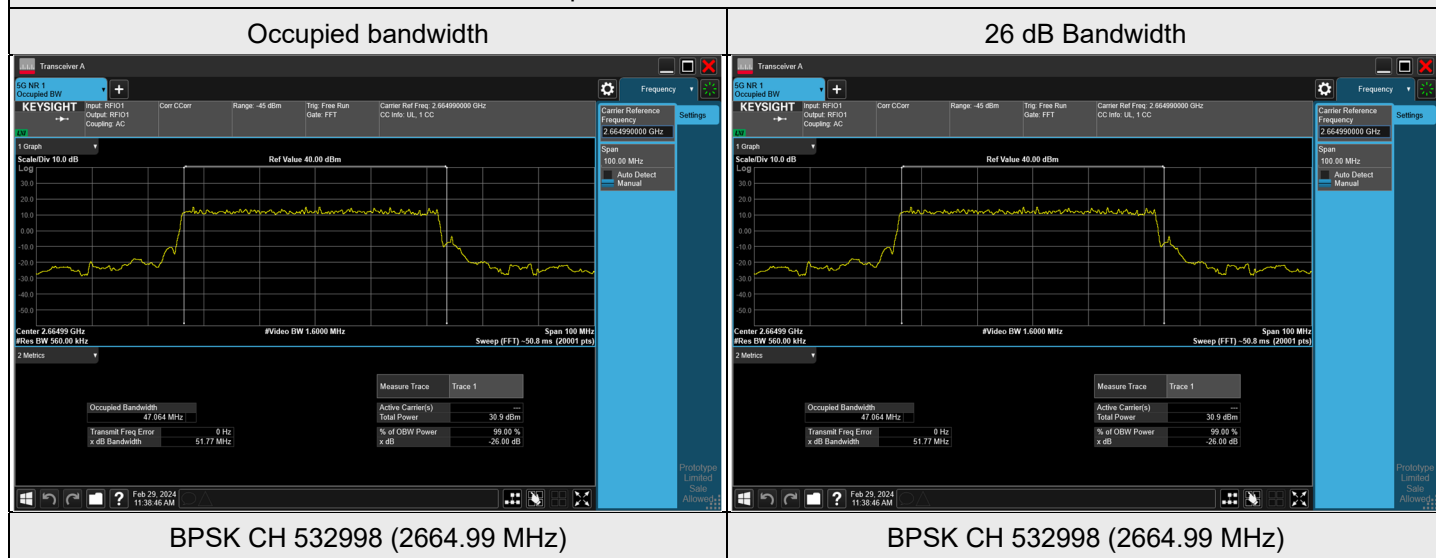 Occupied bandwidth
26 dB Bandwidth
Transceiver A
5G NR 1
Occupied BW
+
Frequency
KEYSIGHT
Input: RFIO1
Output: RFIO1
Coupling: AC
Corr CCorr
Range: -45 dBm
Trig: Free Run
Gate: FFT
Carrier Ref Freq: 2.664990000 GHz
CC Info: UL, 1 CC
LXI
Carrier Reference
Frequency
2.664990000 GHz
Settings
Span
100.00 MHz
Auto Detect
Manual
1 Graph
Scale/Div 10.0 dB
Ref Value 40.00 dBm
Log
30.0
20.0
10.0
0.00
-10.0
-20.0
-30.0
-40.0
-50.0
Center 2.66499 GHz
#Video BW 1.6000 MHz
Span 100 MHz
#Res BW 560.00 kHz
Sweep (FFT) ~50.8 ms (20001 pts)
2 Metrics
Measure Trace Trace 1
Occupied Bandwidth
47.064 MHz
Active Carrier(s) ---
Total Power 30.9 dBm
Transmit Freq Error 0 Hz
x dB Bandwidth 51.77 MHz
% of OBW Power 99.00 %
x dB -26.00 dB
Prototype
Limited
Sale
Allowed
?
Feb 29, 2024
11:38:46 AM
Transceiver A
5G NR 1
Occupied BW
+
Frequency
KEYSIGHT
Input: RFIO1
Output: RFIO1
Coupling: AC
Corr CCorr
Range: -45 dBm
Trig: Free Run
Gate: FFT
Carrier Ref Freq: 2.664990000 GHz
CC Info: UL, 1 CC
LXI
Carrier Reference
Frequency
2.664990000 GHz
Settings
Span
100.00 MHz
Auto Detect
Manual
1 Graph
Scale/Div 10.0 dB
Ref Value 40.00 dBm
Log
30.0
20.0
10.0
0.00
-10.0
-20.0
-30.0
-40.0
-50.0
Center 2.66499 GHz
#Video BW 1.6000 MHz
Span 100 MHz
#Res BW 560.00 kHz
Sweep (FFT) ~50.8 ms (20001 pts)
2 Metrics
Measure Trace Trace 1
Occupied Bandwidth
47.064 MHz
Active Carrier(s) ---
Total Power 30.9 dBm
Transmit Freq Error 0 Hz
x dB Bandwidth 51.77 MHz
% of OBW Power 99.00 %
x dB -26.00 dB
Prototype
Limited
Sale
Allowed
?
Feb 29, 2024
11:38:46 AM
BPSK CH 532998 (2664.99 MHz)
BPSK CH 532998 (2664.99 MHz)